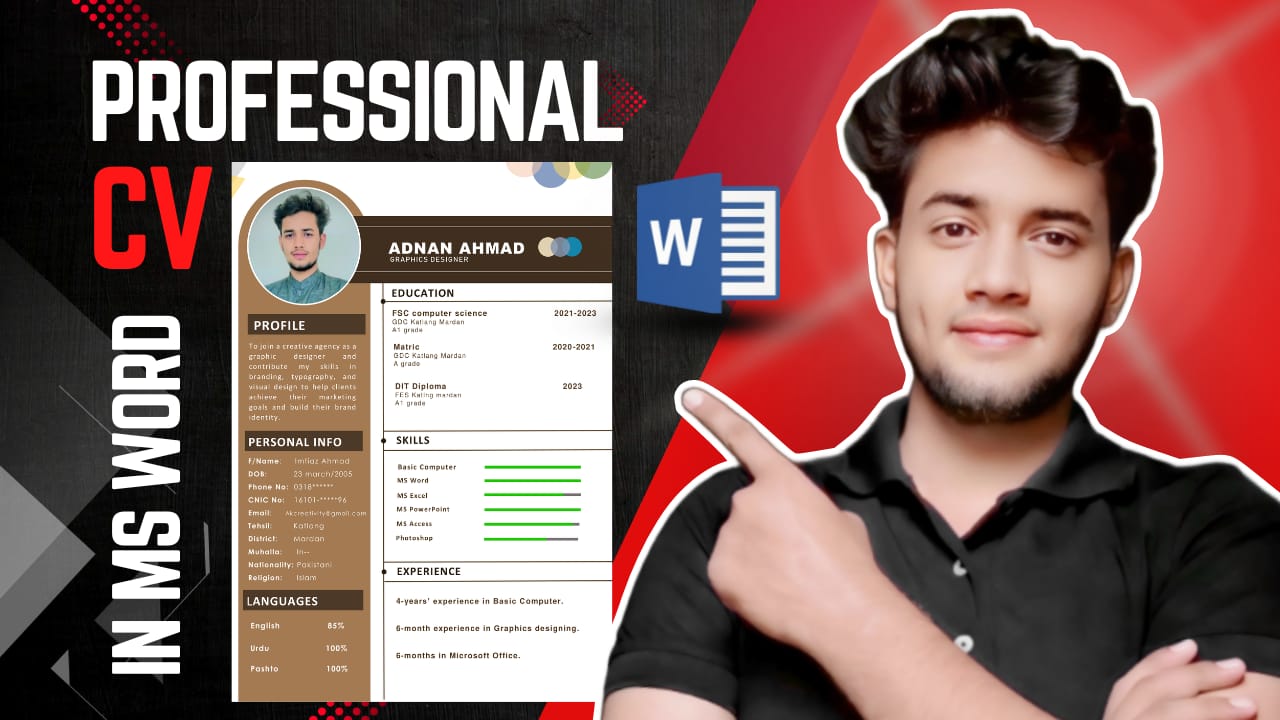 PROFESSIONAL
CV
IN MS WORD
W
ADNAN AHMAD
GRAPHICS DESIGNER
PROFILE
To join a creative agency as a
graphic designer and
contribute my skills in
branding, typography, and
visual design to help clients
achieve their marketing
goals and build their brand
identity.
PERSONAL INFO
F/Name: Imtiaz Ahmad
DOB: 23 march/2005
Phone No: 0318******
CNIC No: 16101-*****96
Email: Akcreativity@gmail.com
Tehsil: Katlang
District: Mardan
Muhalla: In--
Nationality: Pakistani
Religion: Islam
LANGUAGES
English 85%
Urdu 100%
Pashto 100%
EDUCATION
FSC computer science 2021-2023
GDC Katlang Mardan
A1 grade
Matric 2020-2021
GDC Katlang Mardan
A grade
DIT Diploma 2023
FES Katlng mardan
A1 grade
SKILLS
Basic Computer
MS Word
MS Excel
MS PowerPoint
MS Access
Photoshop
EXPERIENCE
4-years' experience in Basic Computer.
6-month experience in Graphics designing.
6-months in Microsoft Office.